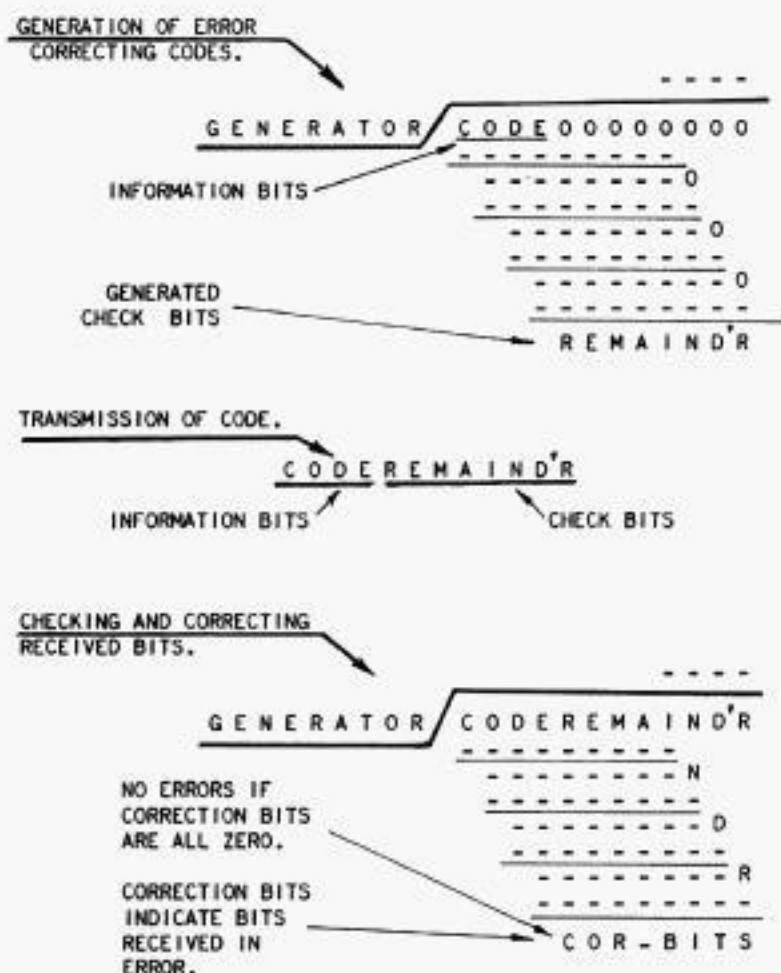 GENERATION OF ERROR
CORRECTING CODES.
- - - -
GENERATOR CODE00000000
- - - - - - - - -
INFORMATION BITS
- - - - - - - - 0
- - - - - - - - -
- - - - - - - - 0
- - - - - - - - -
GENERATED
CHECK BITS
- - - - - - - - 0
- - - - - - - - -
REMAIND'R
TRANSMISSION OF CODE.
CODEREMAIND'R
INFORMATION BITS
CHECK BITS
CHECKING AND CORRECTING
RECEIVED BITS.
- - - -
GENERATOR CODEREMAIND'R
- - - - - - - - -
- - - - - - - - N
NO ERRORS IF
CORRECTION BITS
ARE ALL ZERO.
- - - - - - - - -
- - - - - - - - D
- - - - - - - - -
- - - - - - - - R
- - - - - - - - -
CORRECTION BITS
INDICATE BITS
RECEIVED IN
ERROR.
COR-BITS